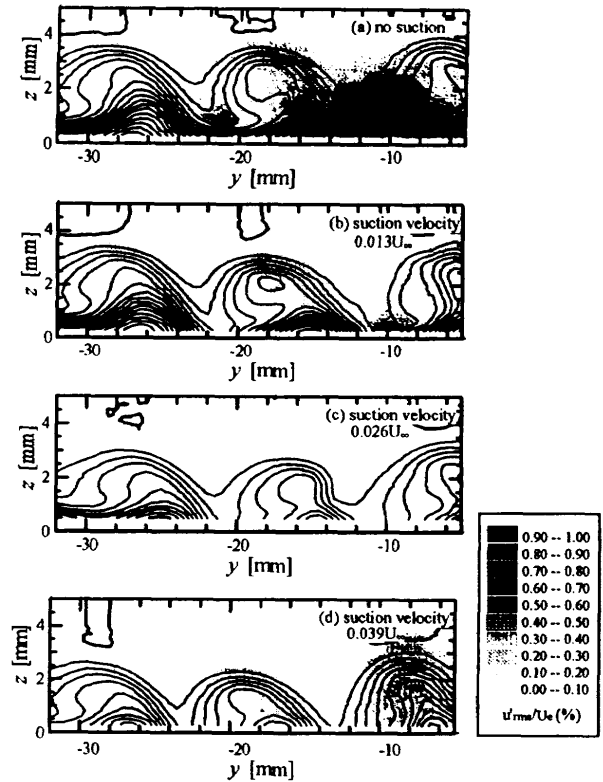 (a) no suction
z [mm]
4
2
0
-30
-20
-10
y [mm]
(b) suction velocity
0.013U∞
z [mm]
4
2
0
-30
-20
-10
y [mm]
(c) suction velocity
0.026U∞
z [mm]
4
2
0
-30
-20
-10
y [mm]
(d) suction velocity
0.039U∞
z [mm]
4
2
0
-30
-20
-10
y [mm]
0.90 -- 1.00
0.80 -- 0.90
0.70 -- 0.80
0.60 -- 0.70
0.50 -- 0.60
0.40 -- 0.50
0.30 -- 0.40
0.20 -- 0.30
0.10 -- 0.20
0.00 -- 0.10
u'rms/Ue (%)